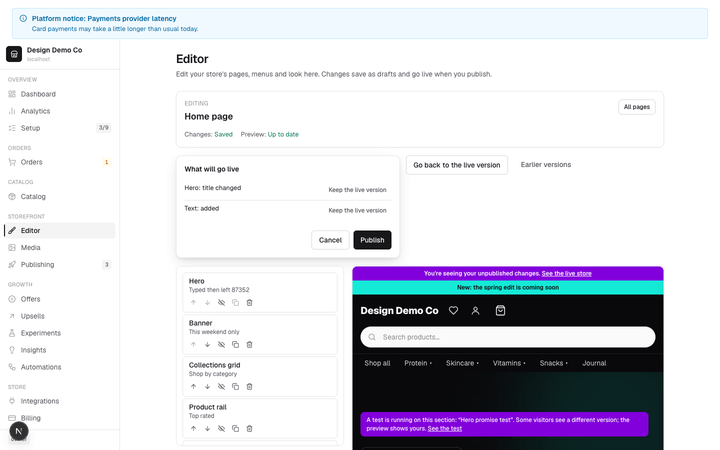 Platform notice: Payments provider latency
Card payments may take a little longer than usual today.
Design Demo Co
localhost
OVERVIEW
Dashboard
Analytics
Setup 3/9
ORDERS
Orders 1
CATALOG
Catalog
STOREFRONT
Editor
Media
Publishing 3
GROWTH
Offers
Upsells
Experiments
Insights
Automations
STORE
Integrations
Billing
N
Editor
Edit your store's pages, menus and look here. Changes save as drafts and go live when you publish.
EDITING
Home page
All pages
Changes: Saved Preview: Up to date
What will go live
Hero: title changed Keep the live version
Text: added Keep the live version
Cancel Publish
Go back to the live version Earlier versions
Hero
Typed then left 87352
Banner
This weekend only
Collections grid
Shop by category
Product rail
Top rated
You're seeing your unpublished changes. See the live store
New: the spring edit is coming soon
Design Demo Co
Search products...
Shop all Protein Skincare Vitamins Snacks Journal
A test is running on this section: "Hero promise test". Some visitors see a different version; the
preview shows yours. See the test